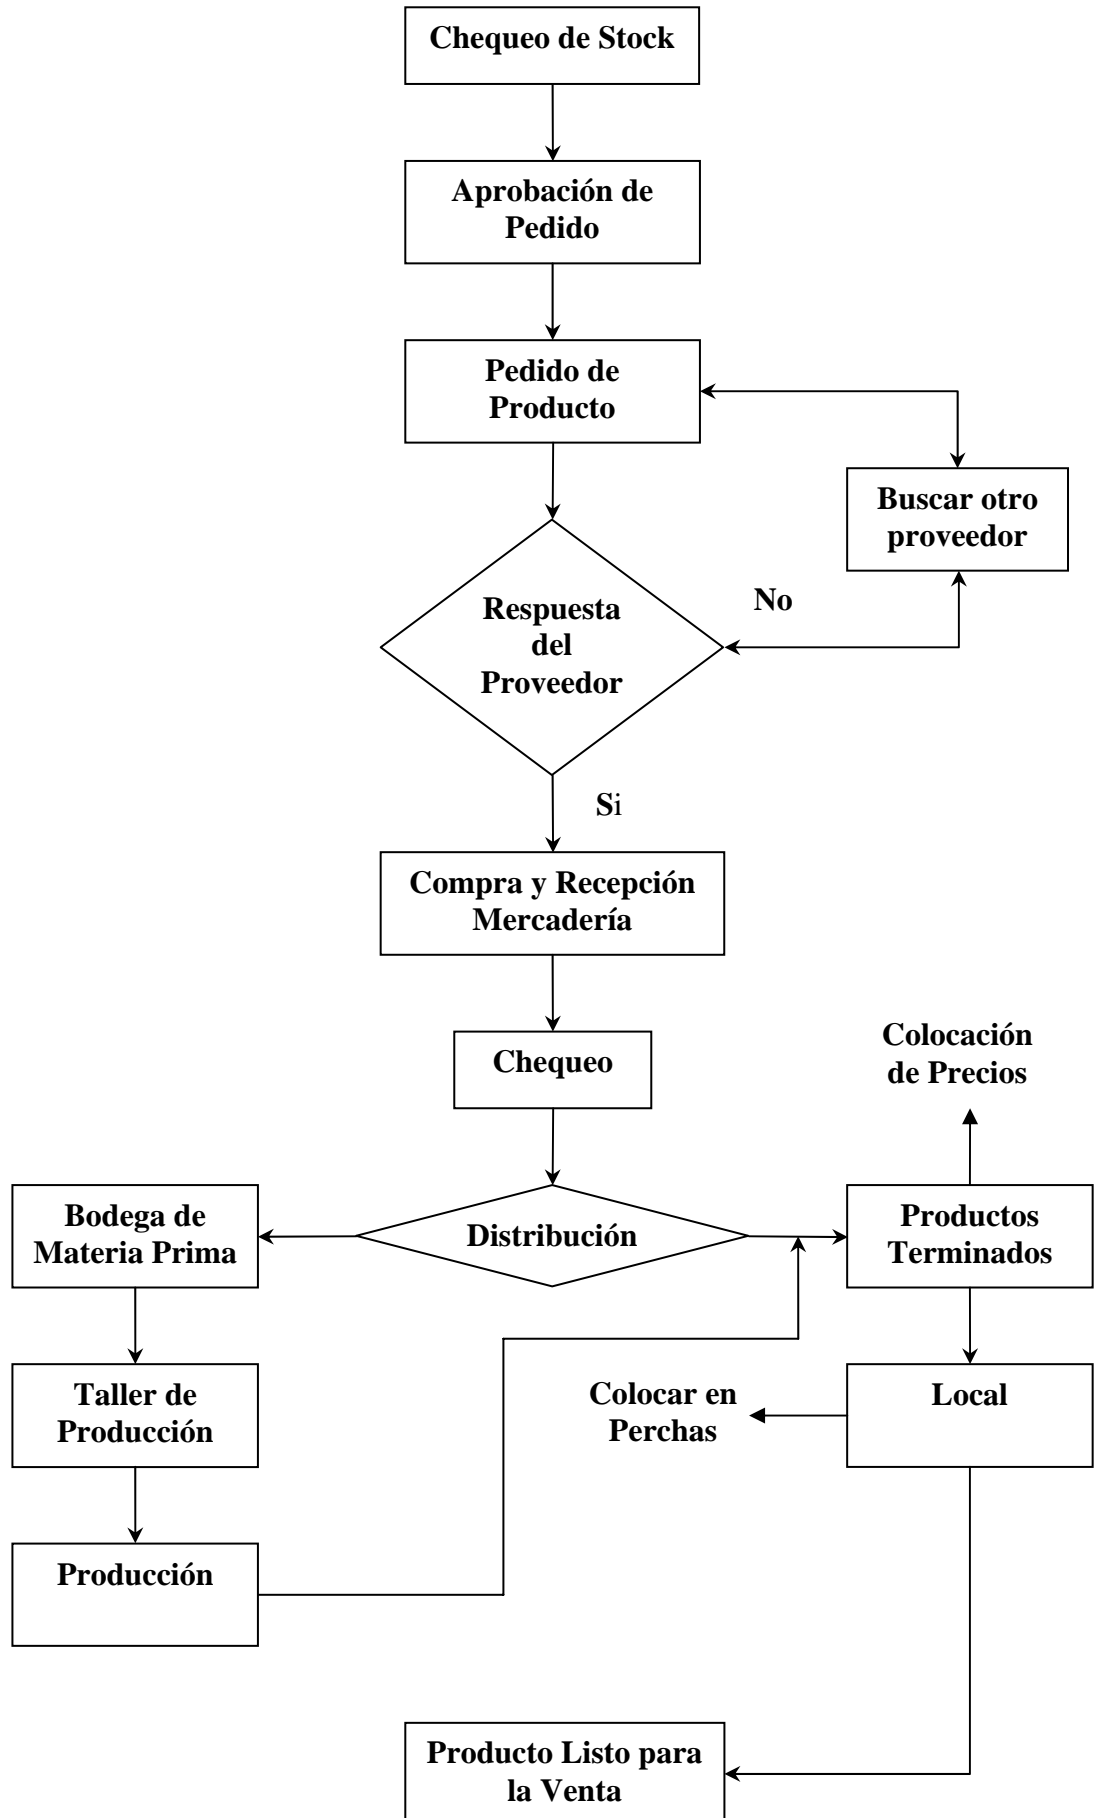 Chequeo de Stock
Aprobación de
Pedido
Pedido de
Producto
Buscar otro
proveedor
No
Respuesta
del
Proveedor
Si
Compra y Recepción
Mercadería
Chequeo
Colocación
de Precios
Bodega de
Materia Prima
Distribución
Productos
Terminados
Taller de
Producción
Colocar en
Perchas
Local
Producción
Producto Listo para
la Venta